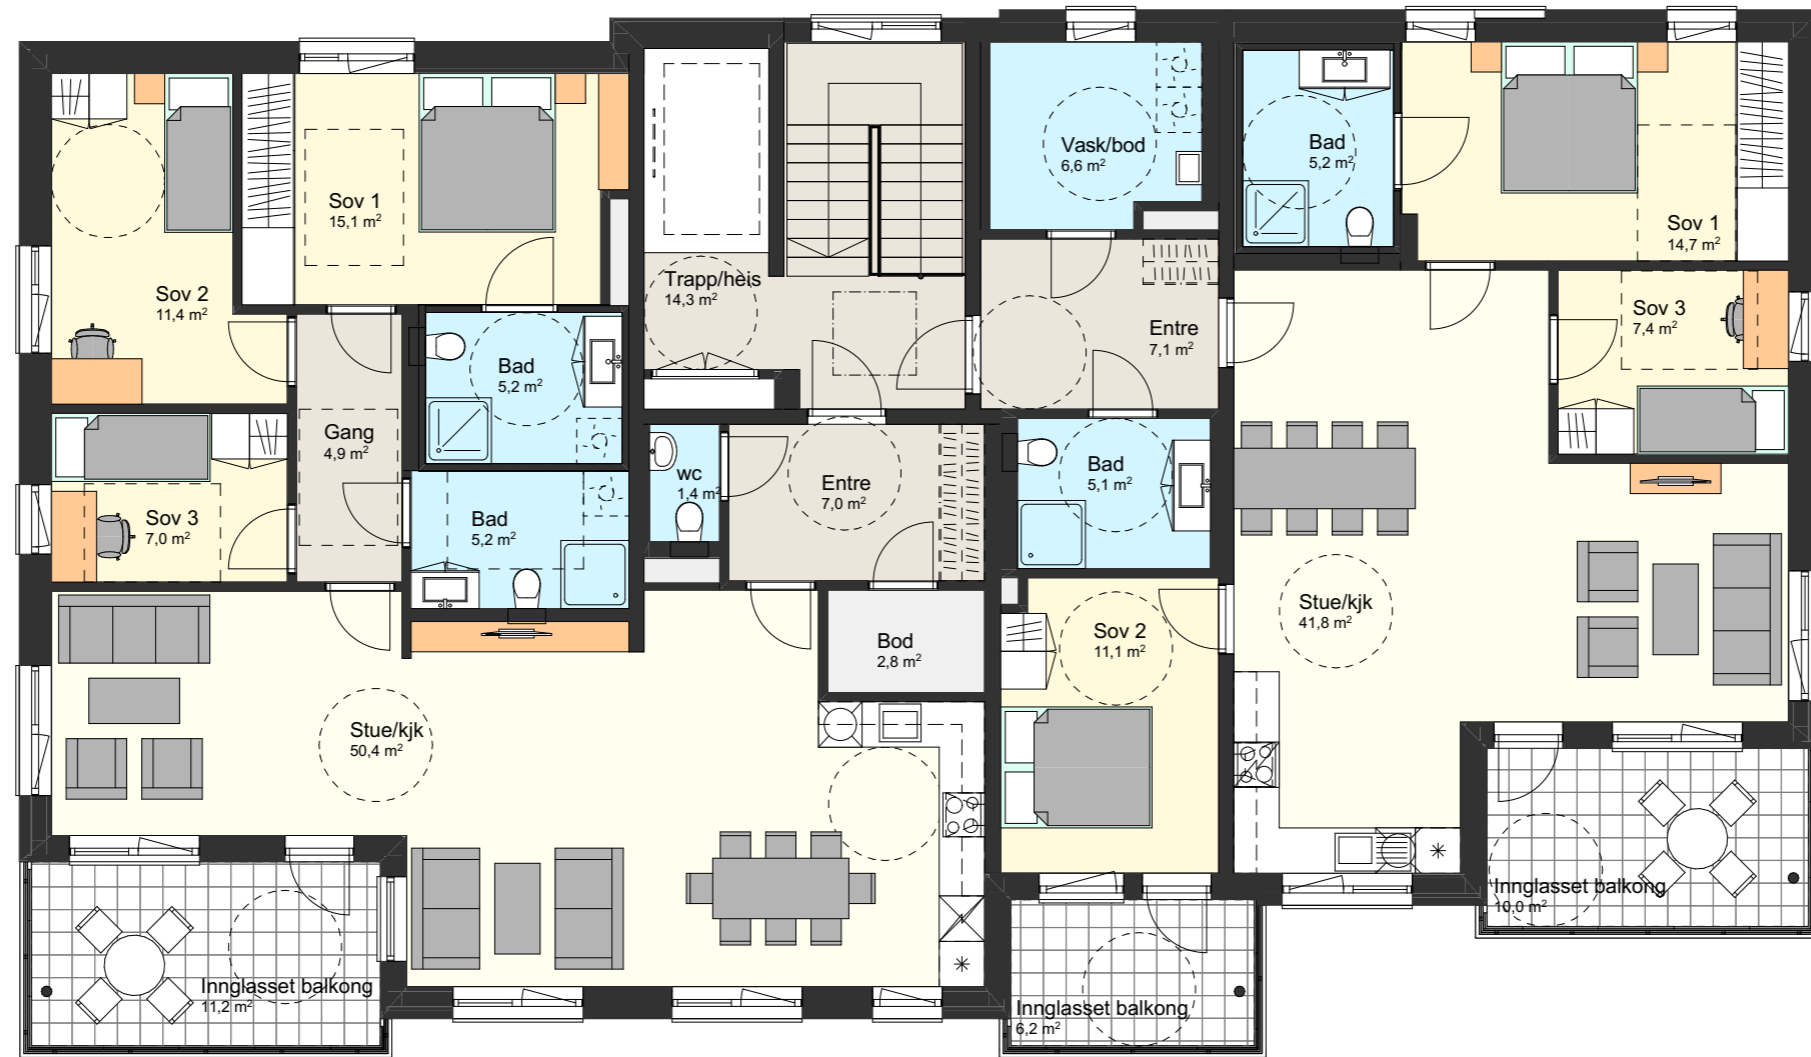 Sov 2
11,4 m²
Sov 1
15,1 m²
Trapp/heis
14,3 m²
Vask/bod
6,6 m²
Bad
5,2 m²
Sov 1
14,7 m²
Sov 3
7,4 m²
Entre
7,1 m²
Bad
5,2 m²
Gang
4,9 m²
Sov 3
7,0 m²
Bad
5,2 m²
wc
1,4 m²
Entre
7,0 m²
Bad
5,1 m²
Bod
2,8 m²
Sov 2
11,1 m²
Stue/kjk
41,8 m²
Stue/kjk
50,4 m²
Innglasset balkong
10,0 m²
Innglasset balkong
11,2 m²
Innglasset balkong
6,2 m²